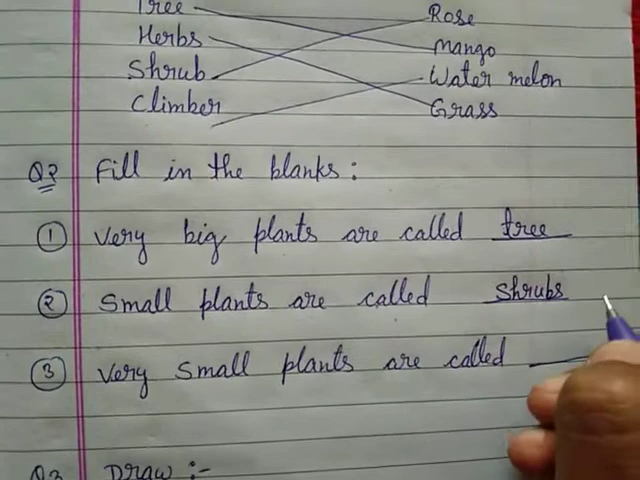 Tree Rose
Herbs Mango
Shrub Water melon
Climber Grass
Q2 Fill in the blanks:
① Very big plants are called tree
② Small plants are called Shrubs
③ Very small plants are called
Q3 Draw :-